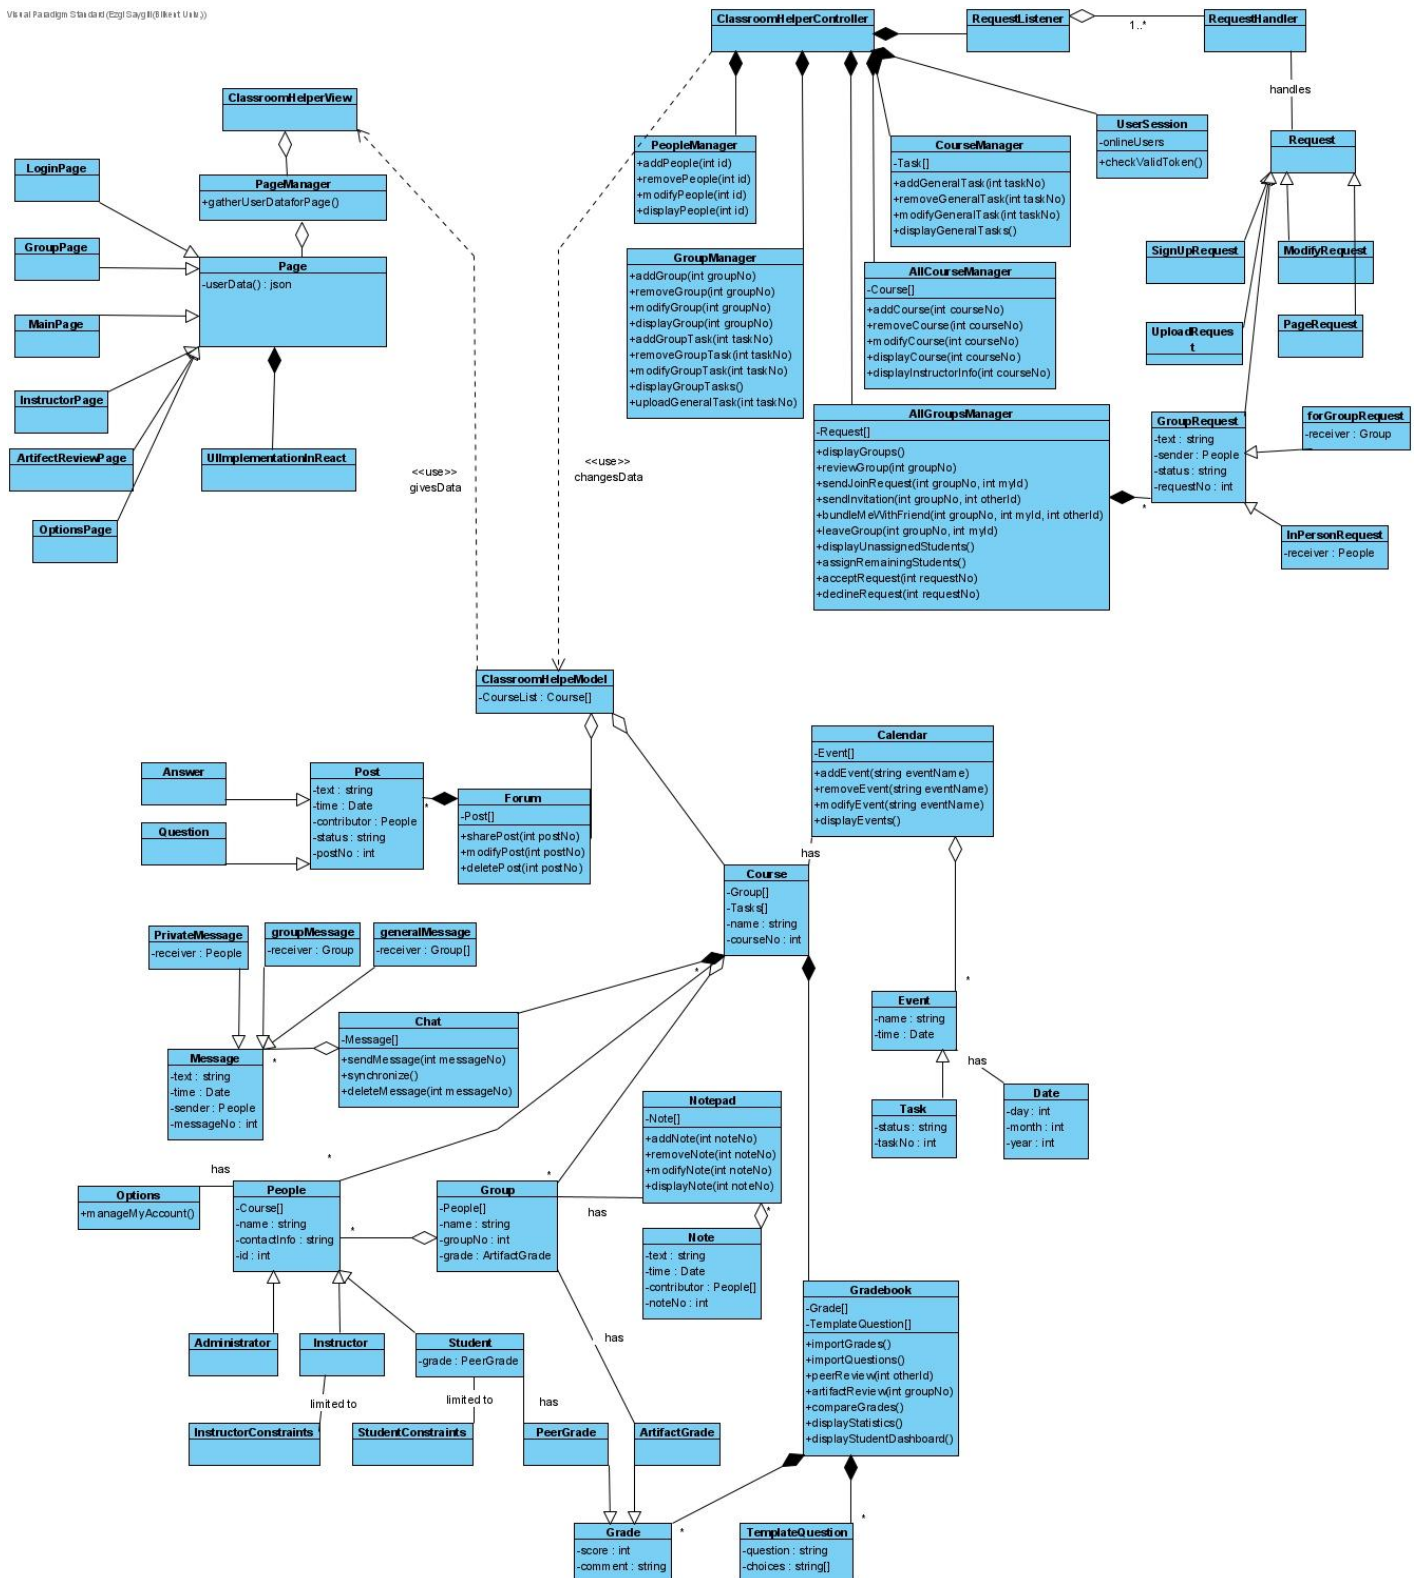 Visual Paradigm Standard (Ezgi Saygili(Bilkent Univ.))
ClassroomHelperController
RequestListener
1..*
RequestHandler
handles
ClassroomHelperView
PageManager
+gatherUserDataforPage()
LoginPage
GroupPage
MainPage
InstructorPage
ArtifectReviewPage
OptionsPage
Page
-userData() : json
UIImplementationInReact
<<use>>
givesData
<<use>>
changesData
PeopleManager
+addPeople(int id)
+removePeople(int id)
+modifyPeople(int id)
+displayPeople(int id)
GroupManager
+addGroup(int groupNo)
+removeGroup(int groupNo)
+modifyGroup(int groupNo)
+displayGroup(int groupNo)
+addGroupTask(int taskNo)
+removeGroupTask(int taskNo)
+modifyGroupTask(int taskNo)
+displayGroupTasks()
+uploadGeneralTask(int taskNo)
CourseManager
-Task[]
+addGeneralTask(int taskNo)
+removeGeneralTask(int taskNo)
+modifyGeneralTask(int taskNo)
+displayGeneralTasks()
AllCourseManager
-Course[]
+addCourse(int courseNo)
+removeCourse(int courseNo)
+modifyCourse(int courseNo)
+displayCourse(int courseNo)
+displayInstructorInfo(int courseNo)
UserSession
-onlineUsers
+checkValidToken()
Request
SignUpRequest
ModifyRequest
UploadReques
t
PageRequest
AllGroupsManager
-Request[]
+displayGroups()
+reviewGroup(int groupNo)
+sendJoinRequest(int groupNo, int myId)
+sendInvitation(int groupNo, int otherId)
+bundleMeWithFriend(int groupNo, int myId, int otherId)
+leaveGroup(int groupNo, int myId)
+displayUnassignedStudents()
+assignRemainingStudents()
+acceptRequest(int requestNo)
+declineRequest(int requestNo)
*
GroupRequest
-text : string
-sender : People
-status : string
-requestNo : int
forGroupRequest
-receiver : Group
InPersonRequest
-receiver : People
ClassroomHelpeModel
-CourseList : Course[]
Answer
Question
Post
-text : string
-time : Date
-contributor : People
-status : string
-postNo : int
*
Forum
-Post[]
+sharePost(int postNo)
+modifyPost(int postNo)
+deletePost(int postNo)
Calendar
-Event[]
+addEvent(string eventName)
+removeEvent(string eventName)
+modifyEvent(string eventName)
+displayEvents()
has
Course
-Group[]
-Tasks[]
-name : string
-courseNo : int
*
*
Event
-name : string
-time : Date
has
Task
-status : string
-taskNo : int
Date
-day : int
-month : int
-year : int
PrivateMessage
-receiver : People
groupMessage
-receiver : Group
generalMessage
-receiver : Group[]
Message
-text : string
-time : Date
-sender : People
-messageNo : int
*
Chat
-Message[]
+sendMessage(int messageNo)
+synchronize()
+deleteMessage(int messageNo)
Notepad
-Note[]
+addNote(int noteNo)
+removeNote(int noteNo)
+modifyNote(int noteNo)
+displayNote(int noteNo)
*
Note
-text : string
-time : Date
-contributor : People[]
-noteNo : int
Options
+manageMyAccount()
has
*
People
-Course[]
-name : string
-contactInfo : string
-id : int
*
*
Group
-People[]
-name : string
-groupNo : int
-grade : ArtifactGrade
has
has
Administrator
Instructor
Student
-grade : PeerGrade
limited to
limited to
has
InstructorConstraints
StudentConstraints
PeerGrade
ArtifactGrade
Gradebook
-Grade[]
-TemplateQuestion[]
+importGrades()
+importQuestions()
+peerReview(int otherId)
+artifactReview(int groupNo)
+compareGrades()
+displayStatistics()
+displayStudentDashboard()
Grade
-score : int
-comment : string
*
TemplateQuestion
-question : string
-choices : string[]
*